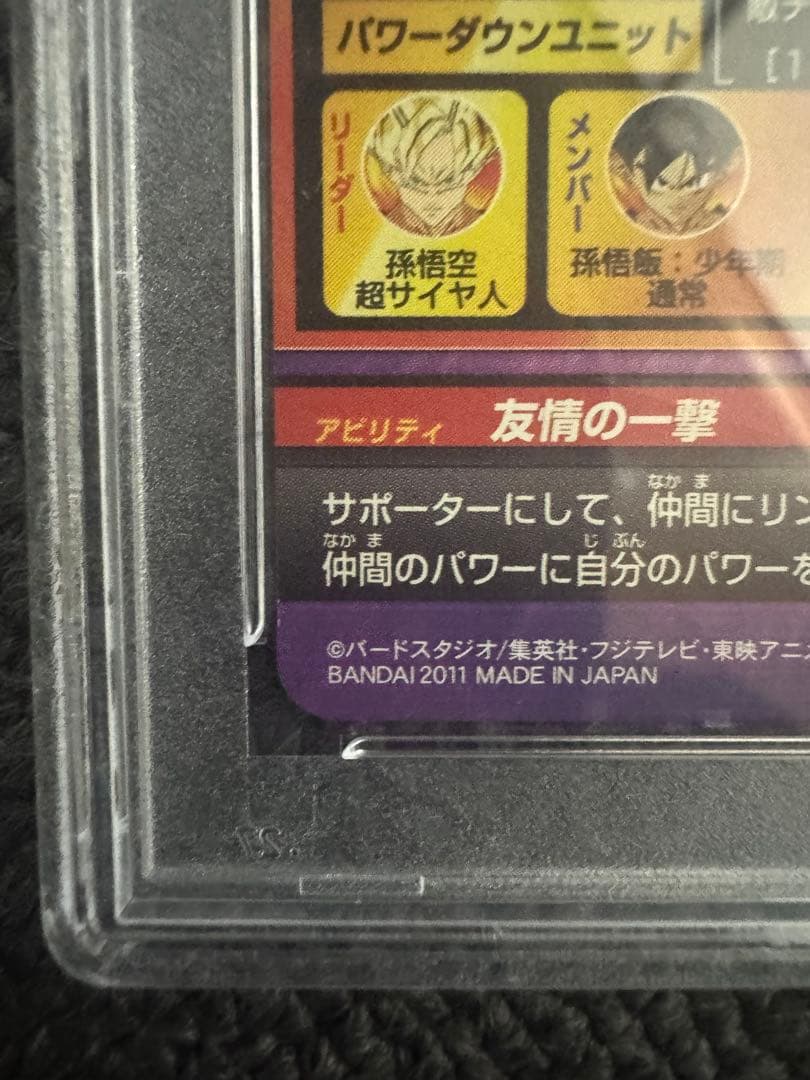 パワーダウンユニット
[1
リーダー
孫悟空
超サイヤ人
メンバー
孫悟飯：少年期
通常
アビリティ 友情の一撃
なかま
サポーターにして、仲間にリン
なかま じぶん
仲間のパワーに自分のパワーを
©バードスタジオ/集英社・フジテレビ・東映アニメ
BANDAI 2011 MADE IN JAPAN